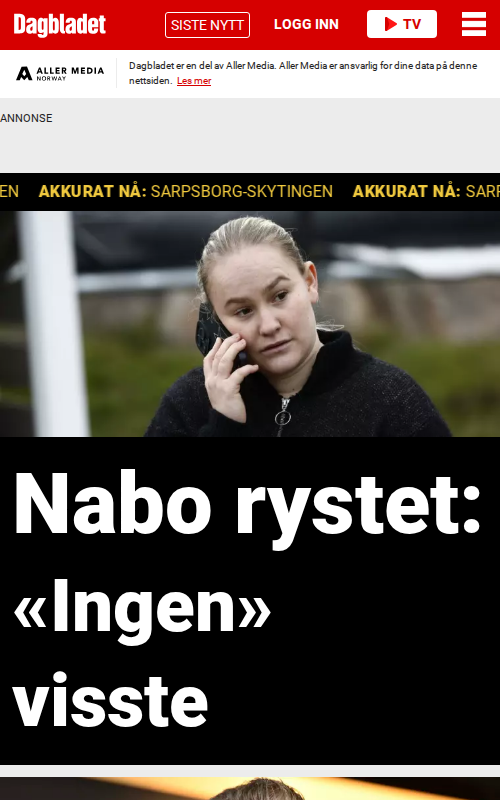 Dagbladet
SISTE NYTT
LOGG INN
TV
ALLER MEDIA
NORWAY
Dagbladet er en del av Aller Media. Aller Media er ansvarlig for dine data på denne
nettsiden. Les mer
ANNONSE
EN AKKURAT NÅ: SARPSBORG-SKYTINGEN AKKURAT NÅ: SARP
Nabo rystet:
«Ingen»
visste